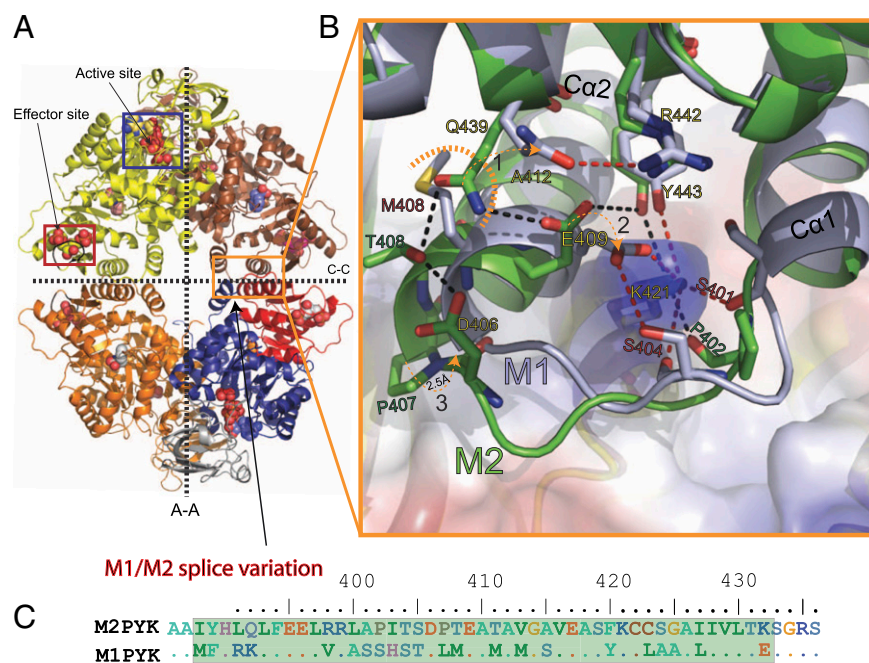 A
B
Active site
Effector site
C-C
A-A
M1/M2 splice variation
Cα2
R442
Q439
1
A412
Y443
M408
Cα1
T408
E409
2
K421
S401
D406
P402
S404
M1
2.5Å
P407
3
M2
400 410 420 430
C
M2PYK AAIYHLQLFEELRRLAPITSDPTEATAVGAVEASFKCCSGAIIVLTKSGRS
M1PYK ..MF.RK.....V.ASSHST.LM..M.M.S....Y..LAA.L....E....